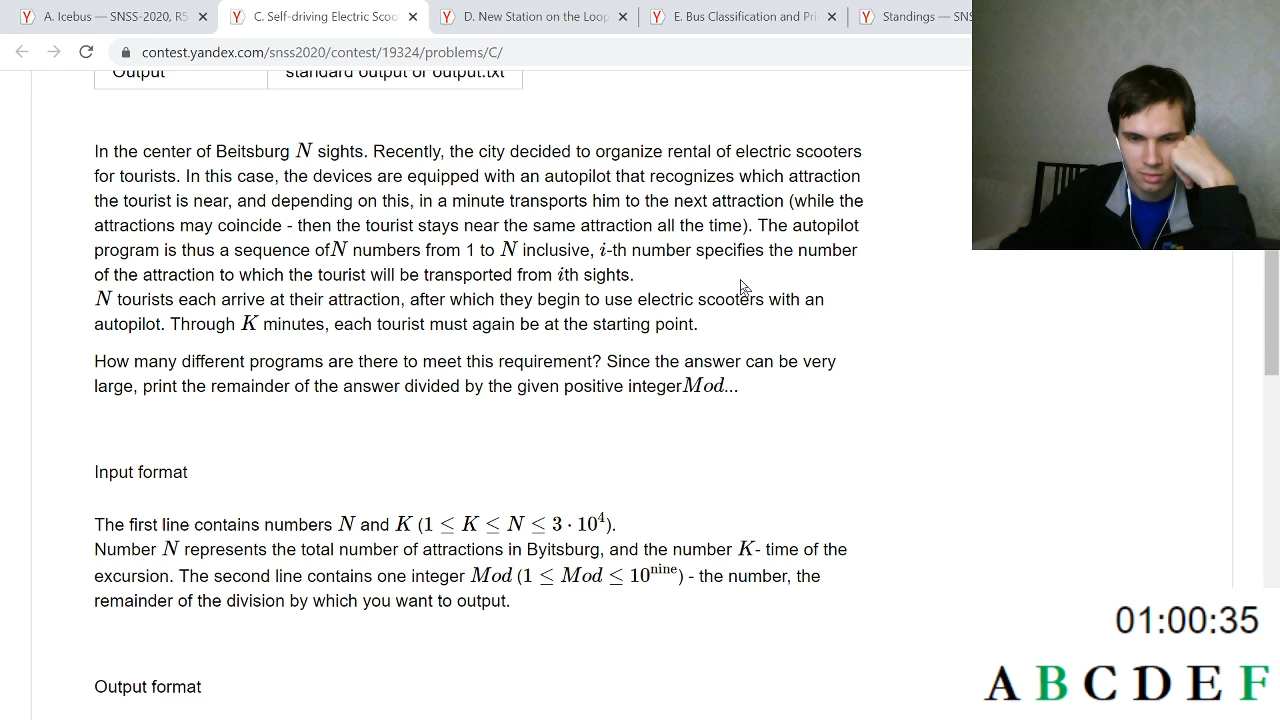 A. Icebus — SNSS-2020, R5
C. Self-driving Electric Scoo
D. New Station on the Loop
E. Bus Classification and Pri
Standings — SNS
contest.yandex.com/snss2020/contest/19324/problems/C/
Output standard output or output.txt
In the center of Beitsburg N sights. Recently, the city decided to organize rental of electric scooters
for tourists. In this case, the devices are equipped with an autopilot that recognizes which attraction
the tourist is near, and depending on this, in a minute transports him to the next attraction (while the
attractions may coincide - then the tourist stays near the same attraction all the time). The autopilot
program is thus a sequence ofN numbers from 1 to N inclusive, i-th number specifies the number
of the attraction to which the tourist will be transported from ith sights.
N tourists each arrive at their attraction, after which they begin to use electric scooters with an
autopilot. Through K minutes, each tourist must again be at the starting point.
How many different programs are there to meet this requirement? Since the answer can be very
large, print the remainder of the answer divided by the given positive integerMod...
Input format
The first line contains numbers N and K (1 ≤ K ≤ N ≤ 3 · 10⁴).
Number N represents the total number of attractions in Byitsburg, and the number K- time of the
excursion. The second line contains one integer Mod (1 ≤ Mod ≤ 10^nine) - the number, the
remainder of the division by which you want to output.
Output format
01:00:35
A B C D E F